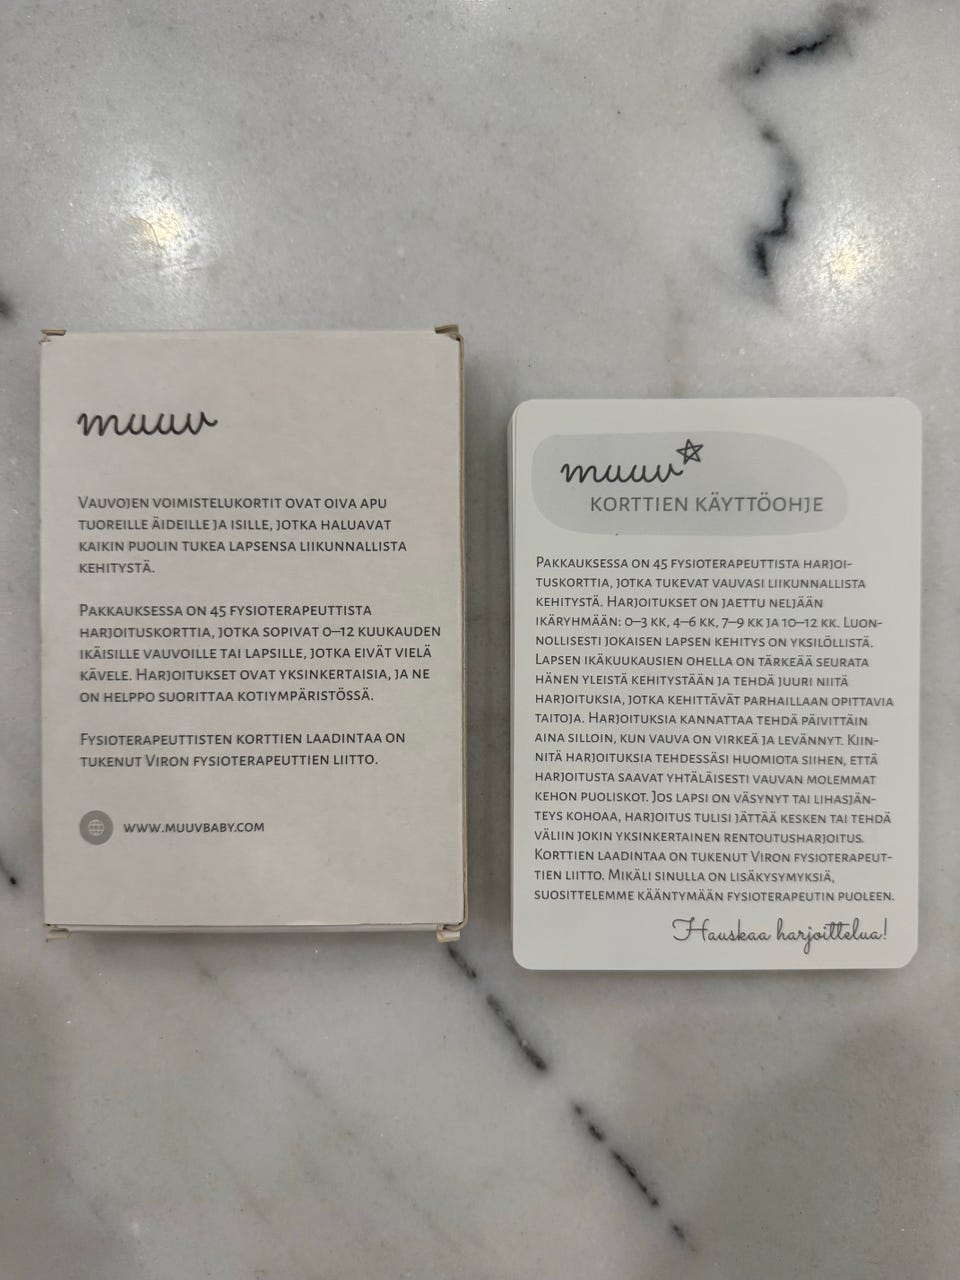 muuv
Vauvojen voimistelukortit ovat oiva apu
tuoreille äideille ja isille, jotka haluavat
kaikin puolin tukea lapsensa liikunnallista
kehitystä.
Pakkauksessa on 45 fysioterapeuttista
harjoituskorttia, jotka sopivat 0–12 kuukauden
ikäisille vauvoille tai lapsille, jotka eivät vielä
kävele. Harjoitukset ovat yksinkertaisia, ja ne
on helppo suorittaa kotiympäristössä.
Fysioterapeuttisten korttien laadintaa on
tukenut Viron fysioterapeuttien liitto.
www.muuvbaby.com
muuv
korttien käyttöohje
Pakkauksessa on 45 fysioterapeuttista harjoi-
tuskorttia, jotka tukevat vauvasi liikunnallista
kehitystä. Harjoitukset on jaettu neljään
ikäryhmään: 0–3 kk, 4–6 kk, 7–9 kk ja 10–12 kk. Luon-
nollisesti jokaisen lapsen kehitys on yksilöllistä.
Lapsen ikäkuukausien ohella on tärkeää seurata
hänen yleistä kehitystään ja tehdä juuri niitä
harjoituksia, jotka kehittävät parhaillaan opittavia
taitoja. Harjoituksia kannattaa tehdä päivittäin
aina silloin, kun vauva on virkeä ja levännyt. Kiin-
nitä harjoituksia tehdessäsi huomiota siihen, että
harjoitusta saavat yhtäläisesti vauvan molemmat
kehon puoliskot. Jos lapsi on väsynyt tai lihasjän-
teys kohoaa, harjoitus tulisi jättää kesken tai tehdä
väliin jokin yksinkertainen rentoutusharjoitus.
Korttien laadintaa on tukenut Viron fysioterapeut-
tien liitto. Mikäli sinulla on lisäkysymyksiä,
suosittelemme kääntymään fysioterapeutin puoleen.
Hauskaa harjoittelua!